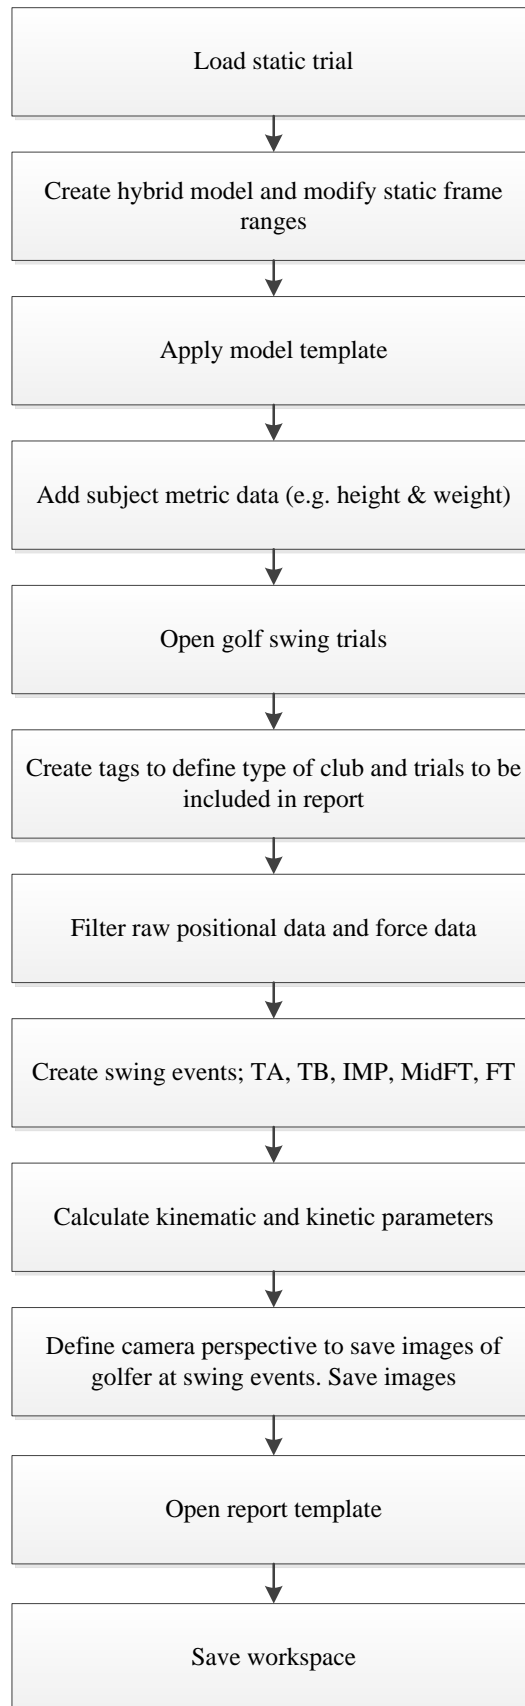 Load static trial
Create hybrid model and modify static frame
ranges
Apply model template
Add subject metric data (e.g. height & weight)
Open golf swing trials
Create tags to define type of club and trials to be
included in report
Filter raw positional data and force data
Create swing events; TA, TB, IMP, MidFT, FT
Calculate kinematic and kinetic parameters
Define camera perspective to save images of
golfer at swing events. Save images
Open report template
Save workspace